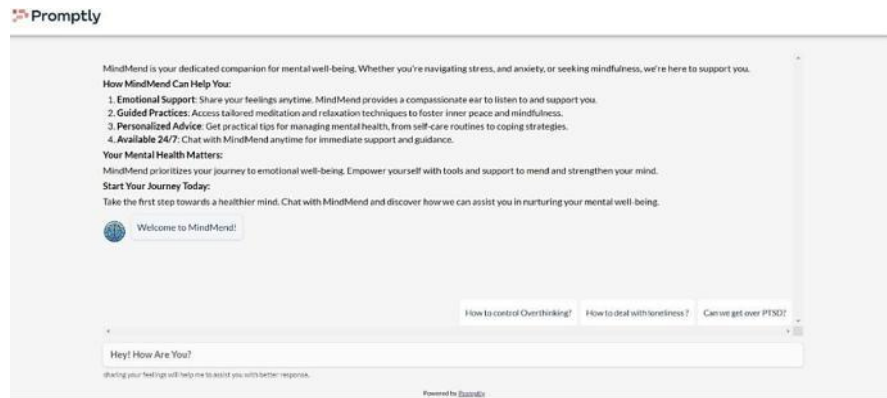 Promptly
MindMend is your dedicated companion for mental well-being. Whether you're navigating stress, and anxiety, or seeking mindfulness, we're here to support you.
How MindMend Can Help You:
1. Emotional Support: Share your feelings anytime. MindMend provides a compassionate ear to listen to and support you.
2. Guided Practices: Access tailored meditation and relaxation techniques to foster inner peace and mindfulness.
3. Personalized Advice: Get practical tips for managing mental health, from self-care routines to coping strategies.
4. Available 24/7: Chat with MindMend anytime for immediate support and guidance.
Your Mental Health Matters:
MindMend prioritizes your journey to emotional well-being. Empower yourself with tools and support to mend and strengthen your mind.
Start Your Journey Today:
Take the first step towards a healthier mind. Chat with MindMend and discover how we can assist you in nurturing your mental well-being.
Welcome to MindMend!
How to control Overthinking? How to deal with loneliness ? Can we get over PTSD?
Hey! How Are You?
sharing your feelings will help me to assist you with better response.
Powered by Promptly